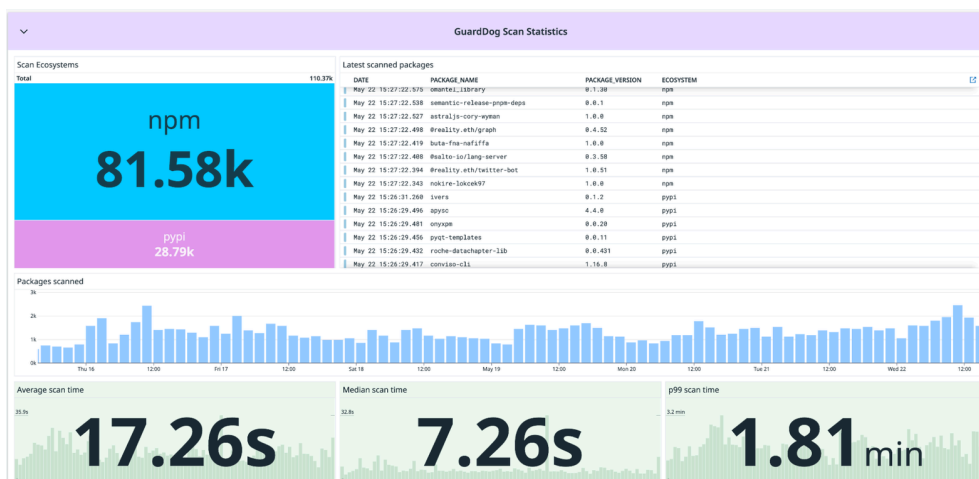 GuardDog Scan Statistics
Scan Ecosystems
Total 110.37k
npm
81.58k
pypi
28.79k
Latest scanned packages
DATE PACKAGE_NAME PACKAGE_VERSION ECOSYSTEM
May 22 15:27:22.575 omantel_library 0.1.30 npm
May 22 15:27:22.538 semantic-release-pnpm-deps 0.0.1 npm
May 22 15:27:22.527 astraljs-cory-wyman 1.0.0 npm
May 22 15:27:22.498 @reality.eth/graph 0.4.52 npm
May 22 15:27:22.419 buta-fna-nafiffa 1.0.0 npm
May 22 15:27:22.408 @salto-io/lang-server 0.3.58 npm
May 22 15:27:22.394 @reality.eth/twitter-bot 1.0.51 npm
May 22 15:27:22.343 nokire-lokcek97 1.0.0 npm
May 22 15:26:31.260 ivers 0.1.2 pypi
May 22 15:26:29.496 apysc 4.4.0 pypi
May 22 15:26:29.481 onyxpm 0.0.20 pypi
May 22 15:26:29.456 pyqt-templates 0.0.11 pypi
May 22 15:26:29.432 roche-datachapter-lib 0.0.431 pypi
May 22 15:26:29.417 conviso-cli 1.16.0 pypi
Packages scanned
3k
2k
1k
0k
Thu 16 12:00 Fri 17 12:00 Sat 18 12:00 May 19 12:00 Mon 20 12:00 Tue 21 12:00 Wed 22 12:00
Average scan time
35.9s
17.26s
Median scan time
32.8s
7.26s
p99 scan time
3.2 min
1.81 min